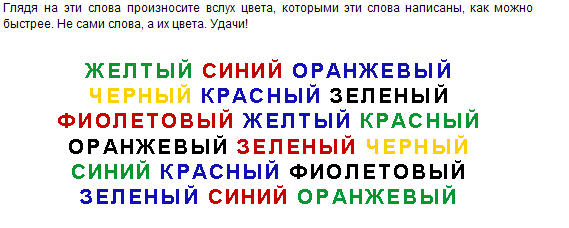 Глядя на эти слова произносите вслух цвета, которыми эти слова написаны, как можно
быстрее. Не сами слова, а их цвета. Удачи!
ЖЕЛТЫЙ СИНИЙ ОРАНЖЕВЫЙ
ЧЕРНЫЙ КРАСНЫЙ ЗЕЛЕНЫЙ
ФИОЛЕТОВЫЙ ЖЕЛТЫЙ КРАСНЫЙ
ОРАНЖЕВЫЙ ЗЕЛЕНЫЙ ЧЕРНЫЙ
СИНИЙ КРАСНЫЙ ФИОЛЕТОВЫЙ
ЗЕЛЕНЫЙ СИНИЙ ОРАНЖЕВЫЙ